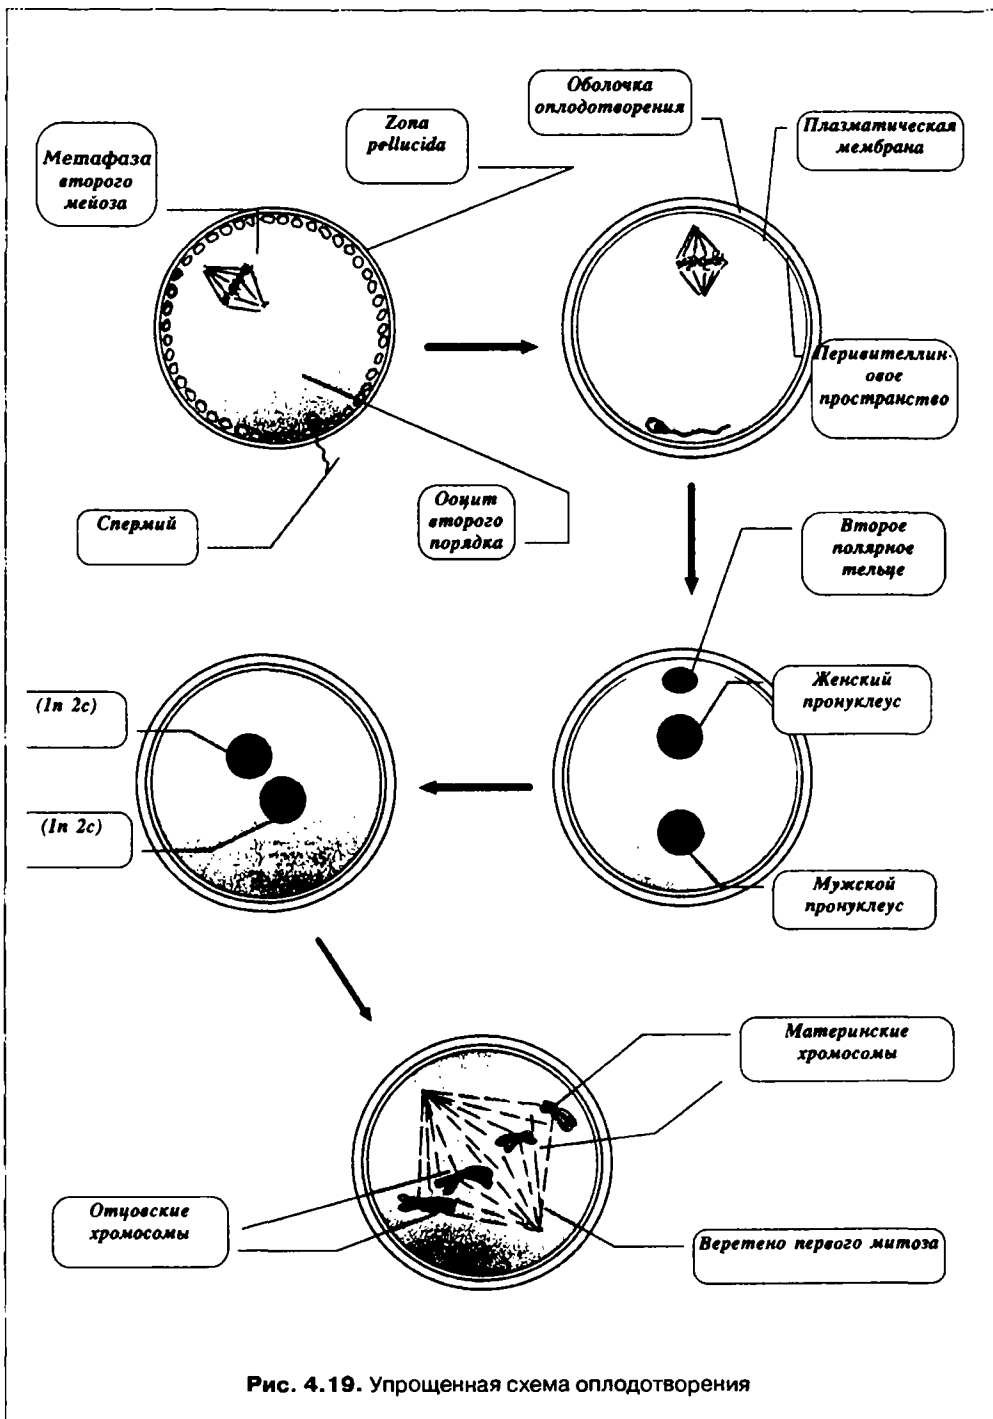 Оболочка
оплодотворения
Zona
pellucida
Плазматическая
мембрана
Метафаза
второго
мейоза
Перивителлин-
овое
пространство
Ооцит
второго
порядка
Спермий
Второе
полярное
тельце
Женский
пронуклеус
(1n 2c)
(1n 2c)
Мужской
пронуклеус
Материнские
хромосомы
Отцовские
хромосомы
Веретено первого митоза
Рис. 4.19. Упрощенная схема оплодотворения